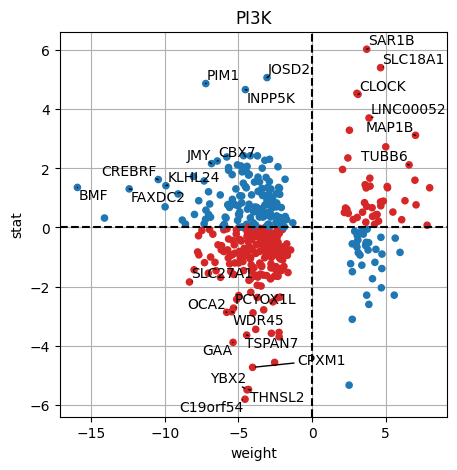 PI3K
SAR1B
SLC18A1
JOSD2
PIM1
CLOCK
INPP5K
LINC00052
MAP1B
JMY
CBX7
TUBB6
CREBRF
KLHL24
BMF
FAXDC2
SLC27A1
OCA2
PCYOX1L
WDR45
GAA
TSPAN7
CPXM1
YBX2
THNSL2
C19orf54
6
4
2
0
−2
−4
−6
stat
−15
−10
−5
0
5
weight